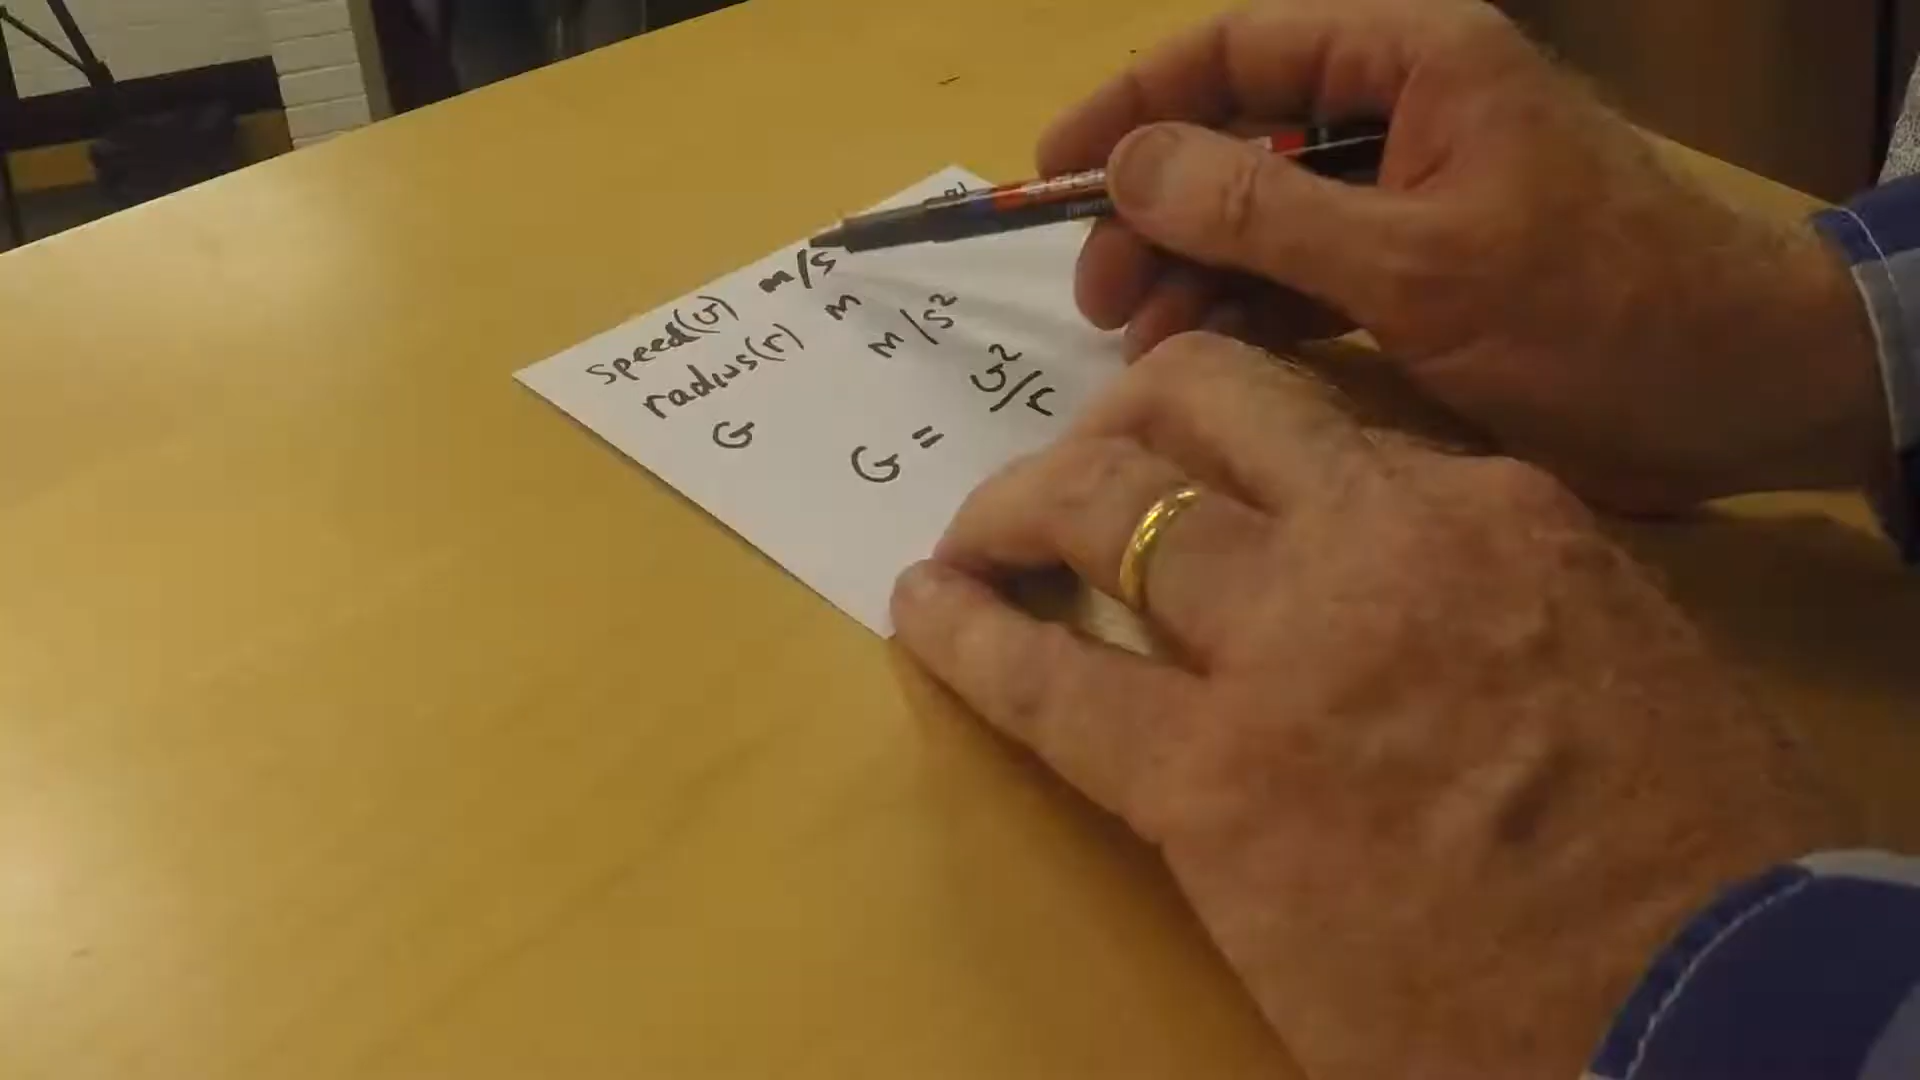 speed(v) m/s
radius(r) m
G m/s²
G = v²/r